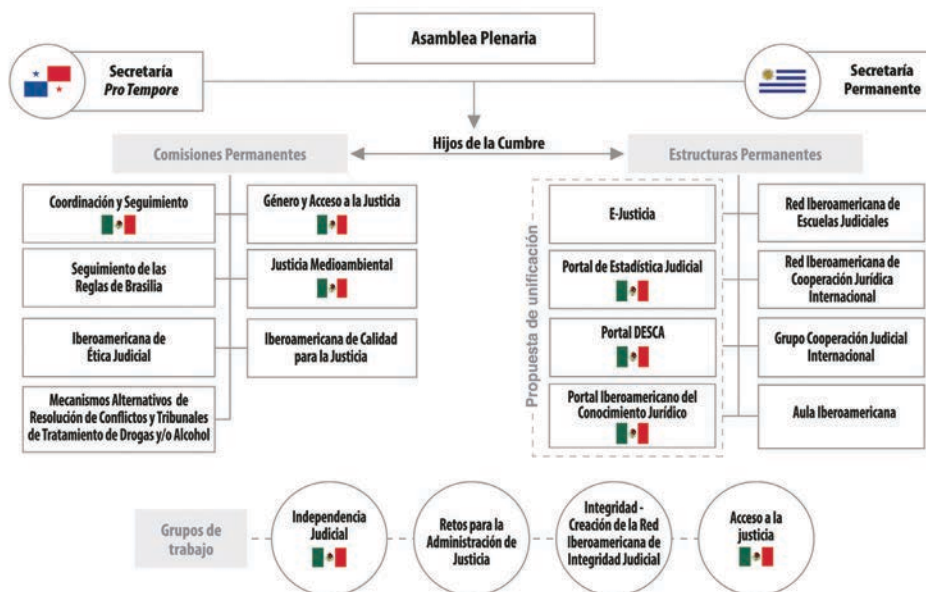 Asamblea Plenaria
Secretaría
Pro Tempore
Secretaría
Permanente
Hijos de la Cumbre
Comisiones Permanentes
Estructuras Permanentes
Coordinación y Seguimiento
Género y Acceso a la Justicia
Seguimiento de las
Reglas de Brasilia
Justicia Medioambiental
Iberoamericana de
Ética Judicial
Iberoamericana de Calidad
para la Justicia
Mecanismos Alternativos de
Resolución de Conflictos y Tribunales
de Tratamiento de Drogas y/o Alcohol
Propuesta de unificación
E-Justicia
Red Iberoamericana de
Escuelas Judiciales
Portal de Estadística Judicial
Red Iberoamericana de
Cooperación Jurídica
Internacional
Portal DESCA
Grupo Cooperación Judicial
Internacional
Portal Iberoamericano del
Conocimiento Jurídico
Aula Iberoamericana
Grupos de
trabajo
Independencia
Judicial
Retos para la
Administración de
Justicia
Integridad -
Creación de la Red
Iberoamericana de
Integridad Judicial
Acceso a la
justicia